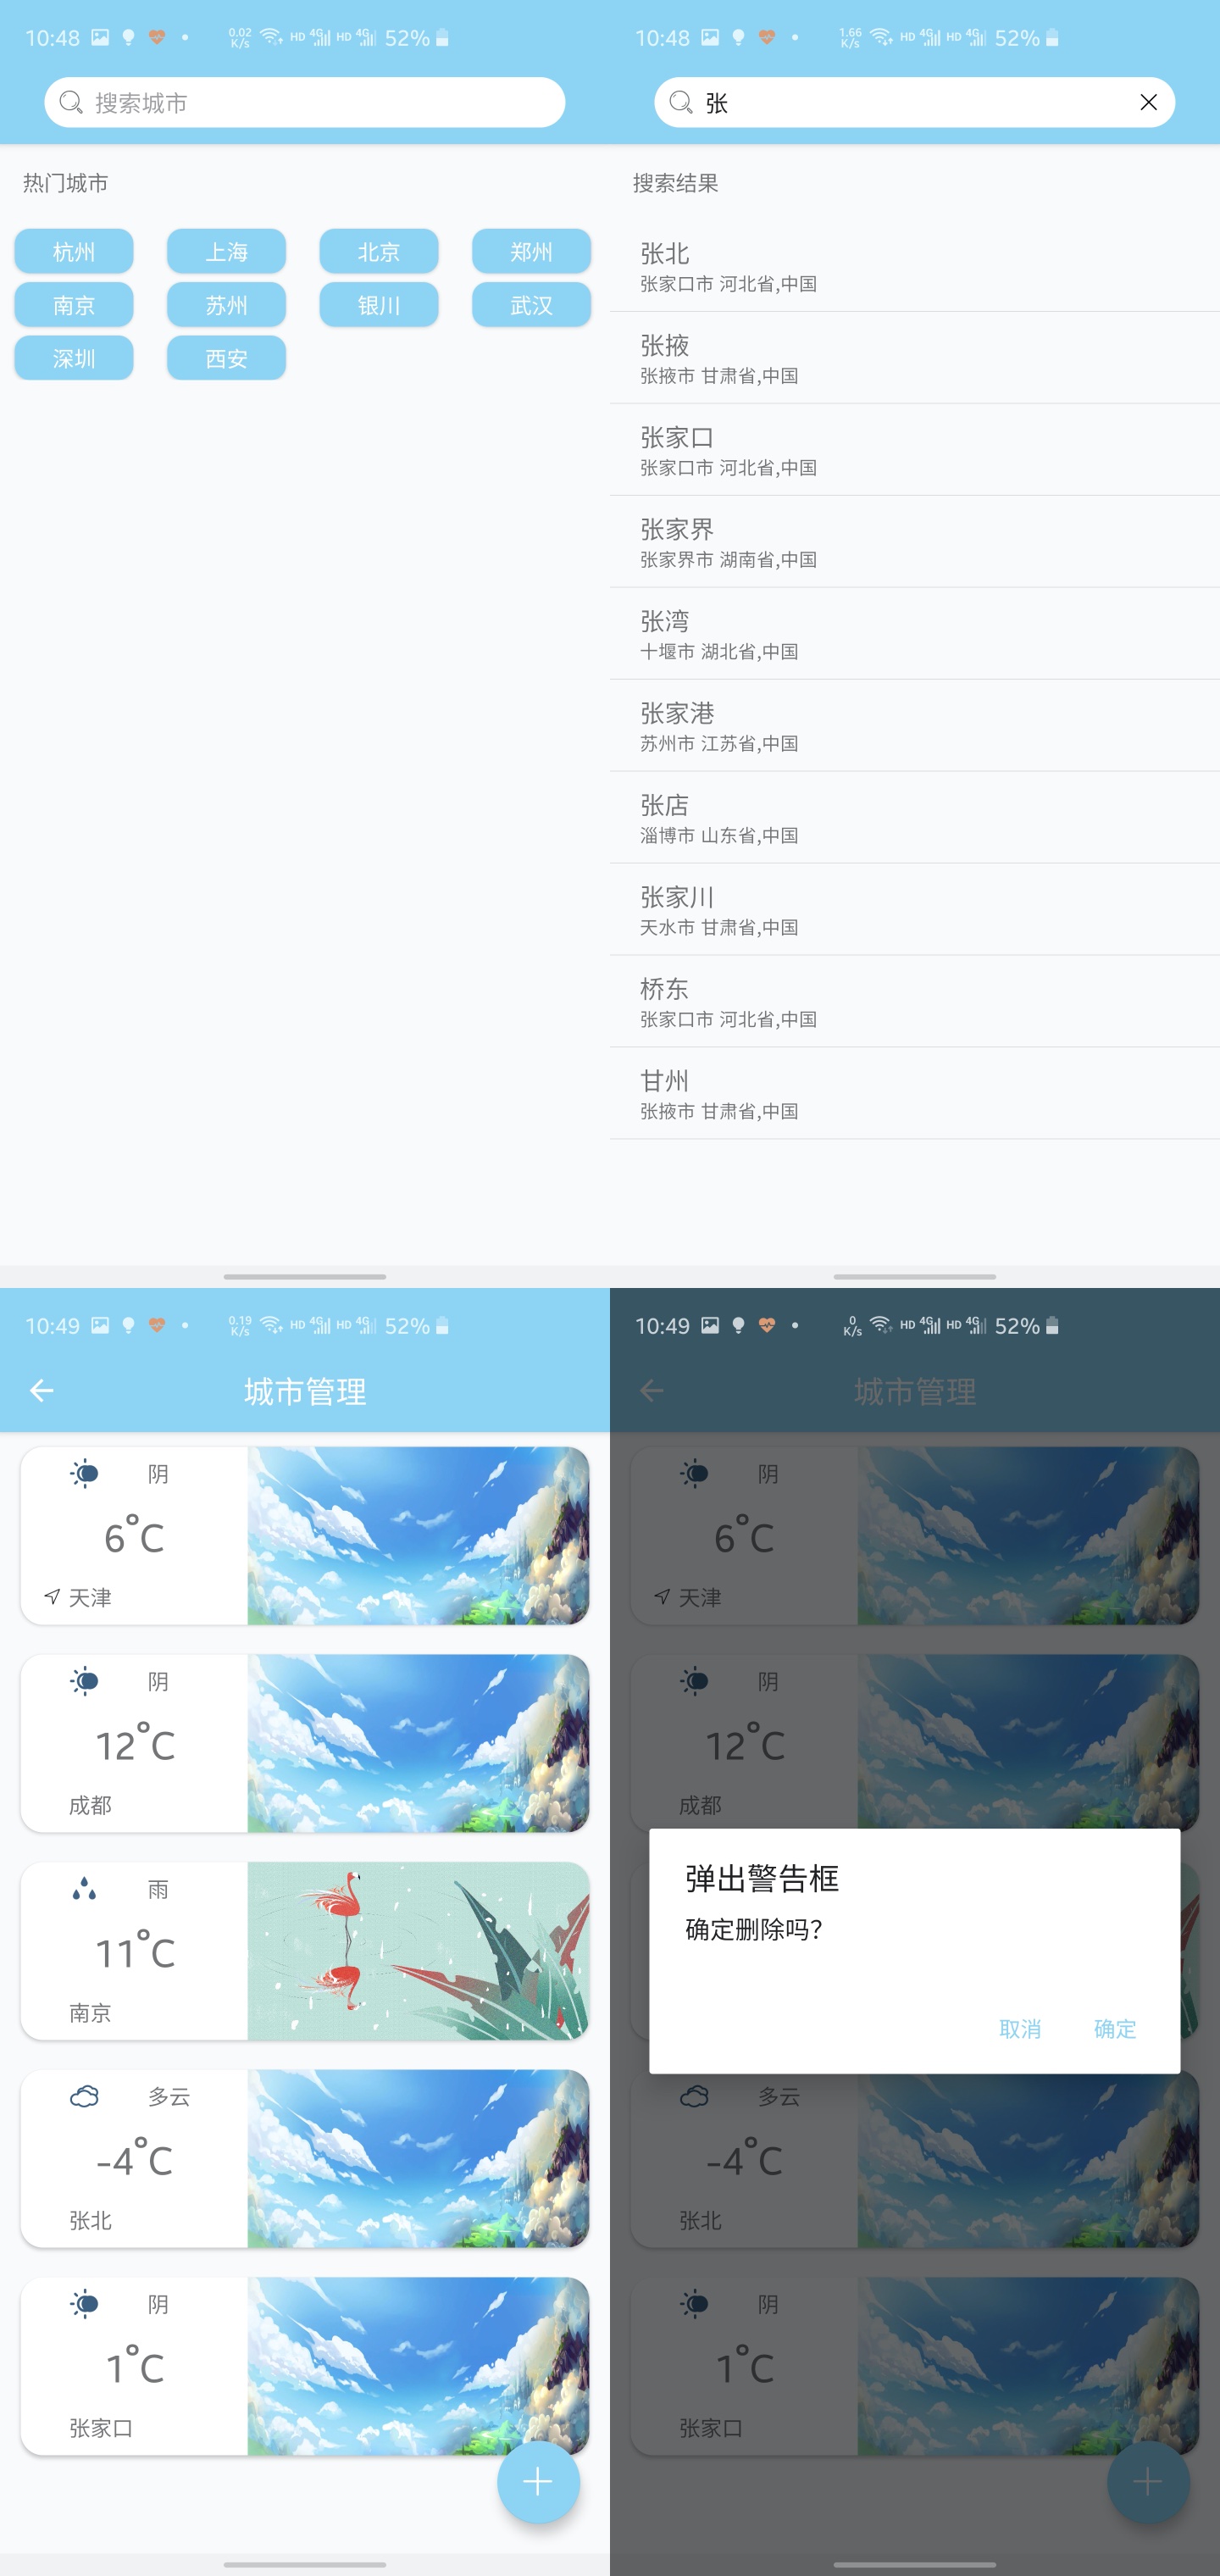 10:48 0.02 K/s HD 4G HD 4G 52%
搜索城市
热门城市
杭州 上海 北京 郑州
南京 苏州 银川 武汉
深圳 西安
10:48 1.66 K/s HD 4G HD 4G 52%
张
搜索结果
张北
张家口市 河北省,中国
张掖
张掖市 甘肃省,中国
张家口
张家口市 河北省,中国
张家界
张家界市 湖南省,中国
张湾
十堰市 湖北省,中国
张家港
苏州市 江苏省,中国
张店
淄博市 山东省,中国
张家川
天水市 甘肃省,中国
桥东
张家口市 河北省,中国
甘州
张掖市 甘肃省,中国
10:49 0.19 K/s HD 4G HD 4G 52%
城市管理
阴
6°C
天津
阴
12°C
成都
雨
11°C
南京
多云
-4°C
张北
阴
1°C
张家口
10:49 0 K/s HD 4G HD 4G 52%
城市管理
阴
6°C
天津
阴
12°C
成都
弹出警告框
确定删除吗?
取消 确定
多云
-4°C
张北
阴
1°C
张家口